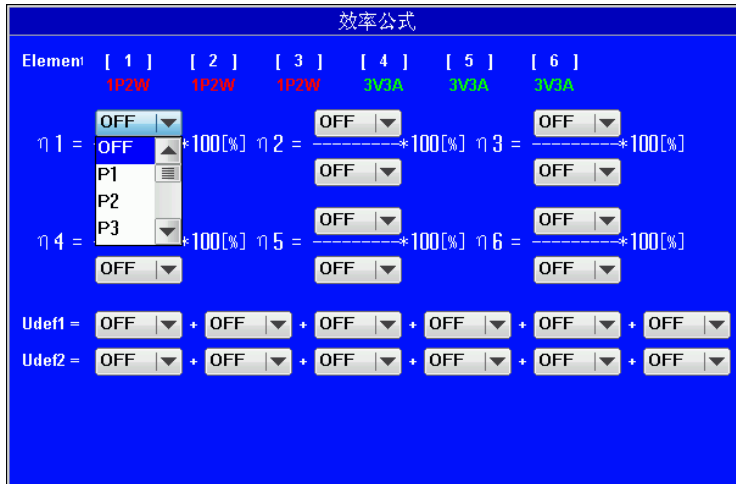 效率公式
Element [ 1 ] [ 2 ] [ 3 ] [ 4 ] [ 5 ] [ 6 ]
1P2W 1P2W 1P2W 3V3A 3V3A 3V3A
OFF OFF OFF
η1 = *100[%] η2 = ---------*100[%] η3 = ---------*100[%]
OFF
P1
P2
P3
OFF OFF
OFF OFF
η4 = *100[%] η5 = ---------*100[%] η6 = ---------*100[%]
OFF OFF OFF
Udef1 = OFF + OFF + OFF + OFF + OFF + OFF
Udef2 = OFF + OFF + OFF + OFF + OFF + OFF